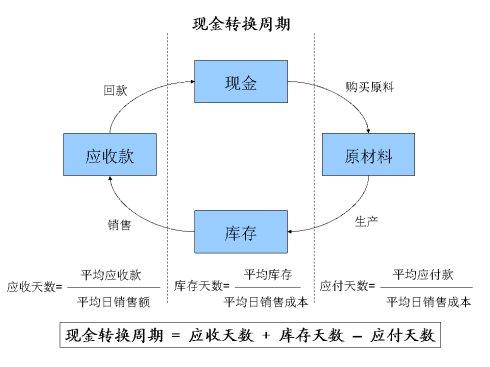 现金转换周期
现金
回款
购买原料
应收款
原材料
销售
生产
库存
应收天数=平均应收款/平均日销售额
库存天数=平均库存/平均日销售成本
应付天数=平均应付款/平均日销售成本
现金转换周期 = 应收天数 + 库存天数 - 应付天数